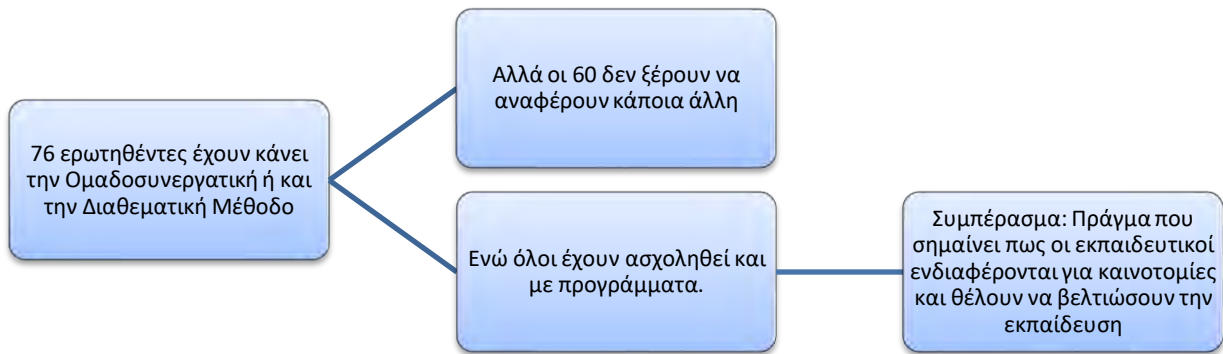 76 ερωτηθέντες έχουν κάνει
την Ομαδοσυνεργατική ή και
την Διαθεματική Μέθοδο
Αλλά οι 60 δεν ξέρουν να
αναφέρουν κάποια άλλη
Ενώ όλοι έχουν ασχοληθεί και
με προγράμματα.
Συμπέρασμα: Πράγμα που
σημαίνει πως οι εκπαιδευτικοί
ενδιαφέρονται για καινοτομίες
και θέλουν να βελτιώσουν την
εκπαίδευση